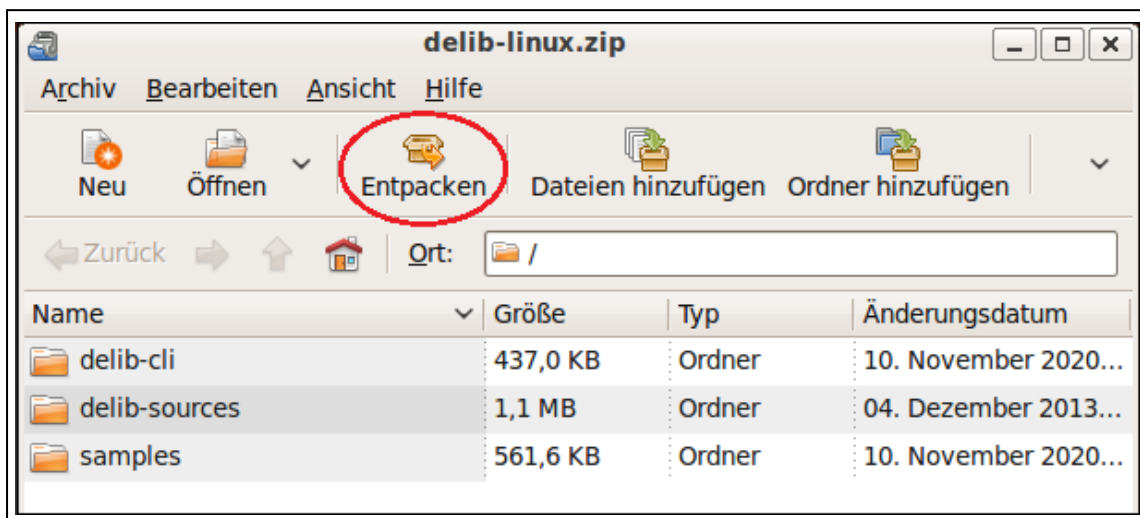 delib-linux.zip
Archiv Bearbeiten Ansicht Hilfe
Neu Öffnen Entpacken Dateien hinzufügen Ordner hinzufügen
Zurück Ort: /
Name Größe Typ Änderungsdatum
delib-cli 437,0 KB Ordner 10. November 2020...
delib-sources 1,1 MB Ordner 04. Dezember 2013...
samples 561,6 KB Ordner 10. November 2020...